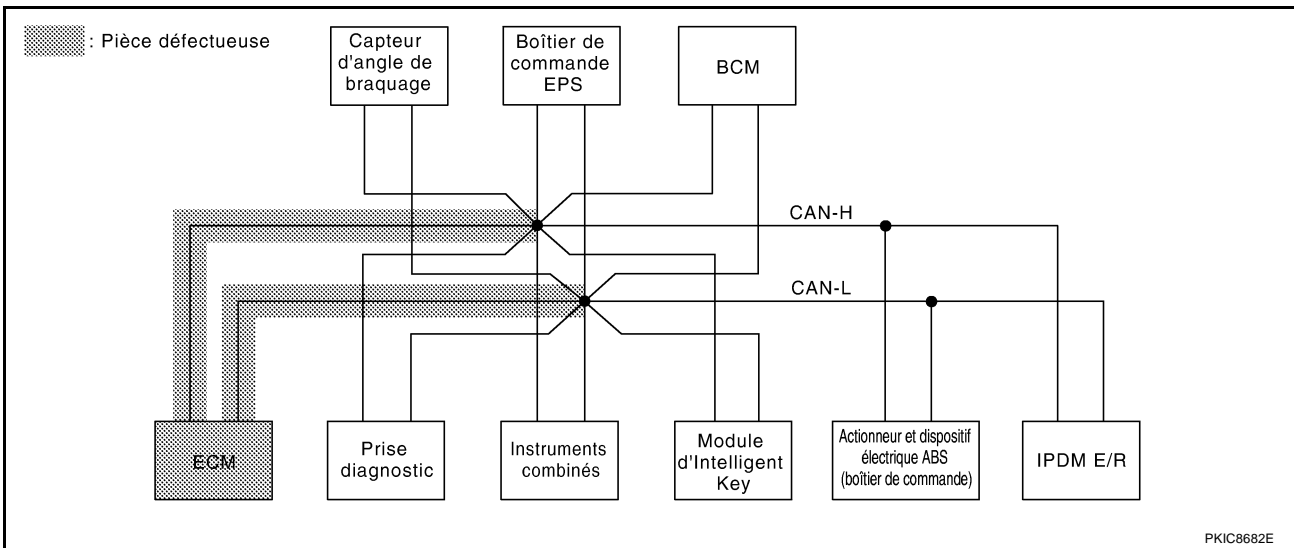 : Pièce défectueuse
Capteur
d'angle de
braquage
Boîtier de
commande
EPS
BCM
CAN-H
CAN-L
ECM
Prise
diagnostic
Instruments
combinés
Module
d'Intelligent
Key
Actionneur et dispositif
électrique ABS
(boîtier de commande)
IPDM E/R
PKIC8682E